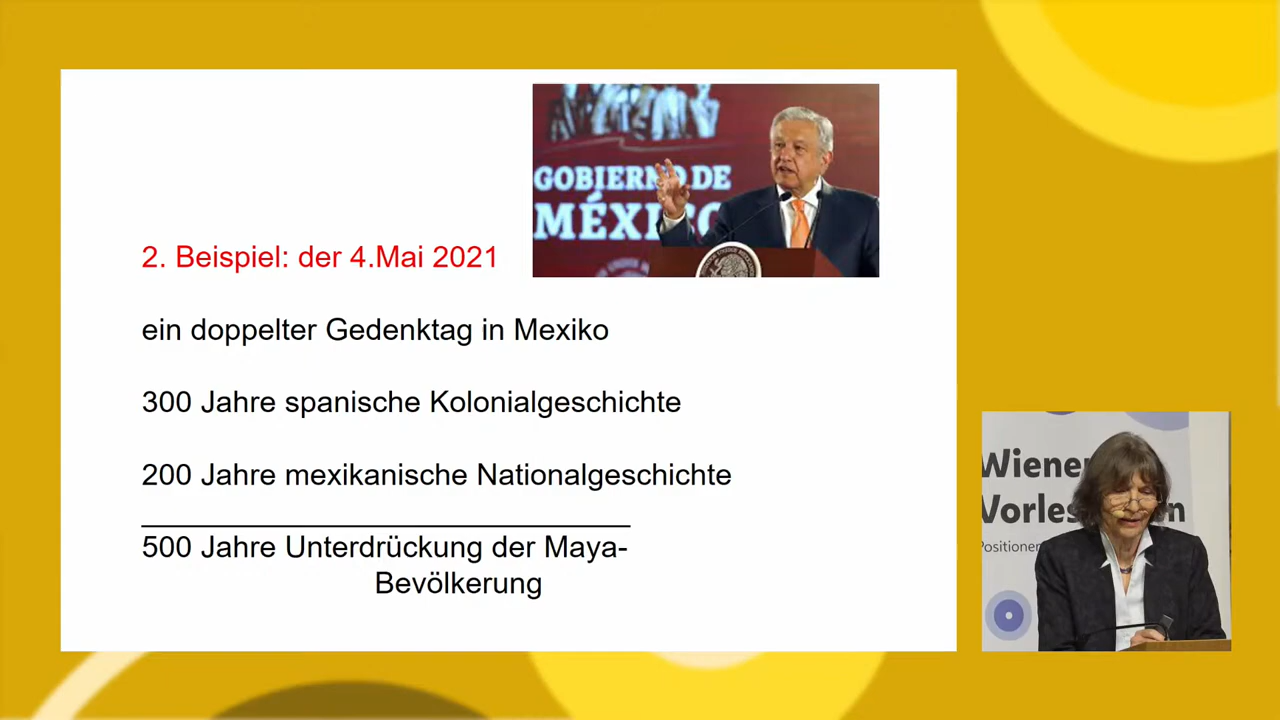 GOBIERNO DE
MÉXICO
2. Beispiel: der 4.Mai 2021
ein doppelter Gedenktag in Mexiko
300 Jahre spanische Kolonialgeschichte
200 Jahre mexikanische Nationalgeschichte
500 Jahre Unterdrückung der Maya-
Bevölkerung
Wiener
Vorles n
Positionen